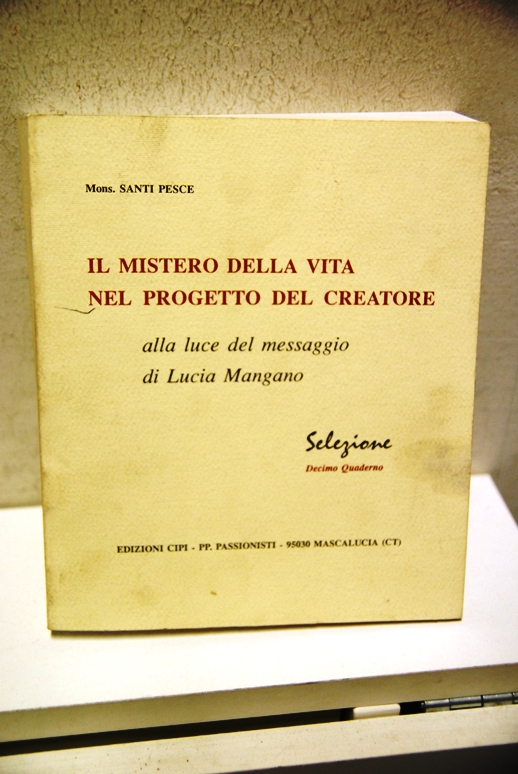 Mons. SANTI PESCE
IL MISTERO DELLA VITA
NEL PROGETTO DEL CREATORE
alla luce del messaggio
di Lucia Mangano
Selezione
Decimo Quaderno
EDIZIONI CIPI - PP. PASSIONISTI - 95030 MASCALUCIA (CT)